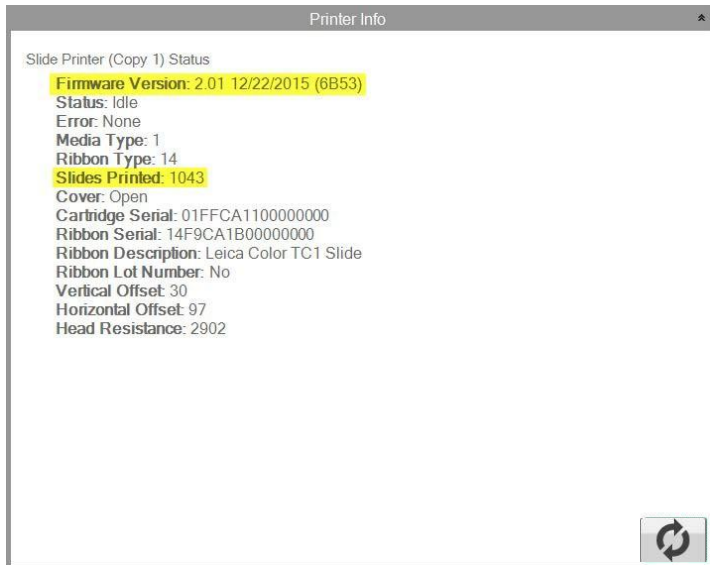 Printer Info
Slide Printer (Copy 1) Status
Firmware Version: 2.01 12/22/2015 (6B53)
Status: Idle
Error: None
Media Type: 1
Ribbon Type: 14
Slides Printed: 1043
Cover: Open
Cartridge Serial: 01FFCA1100000000
Ribbon Serial: 14F9CA1B00000000
Ribbon Description: Leica Color TC1 Slide
Ribbon Lot Number: No
Vertical Offset: 30
Horizontal Offset: 97
Head Resistance: 2902